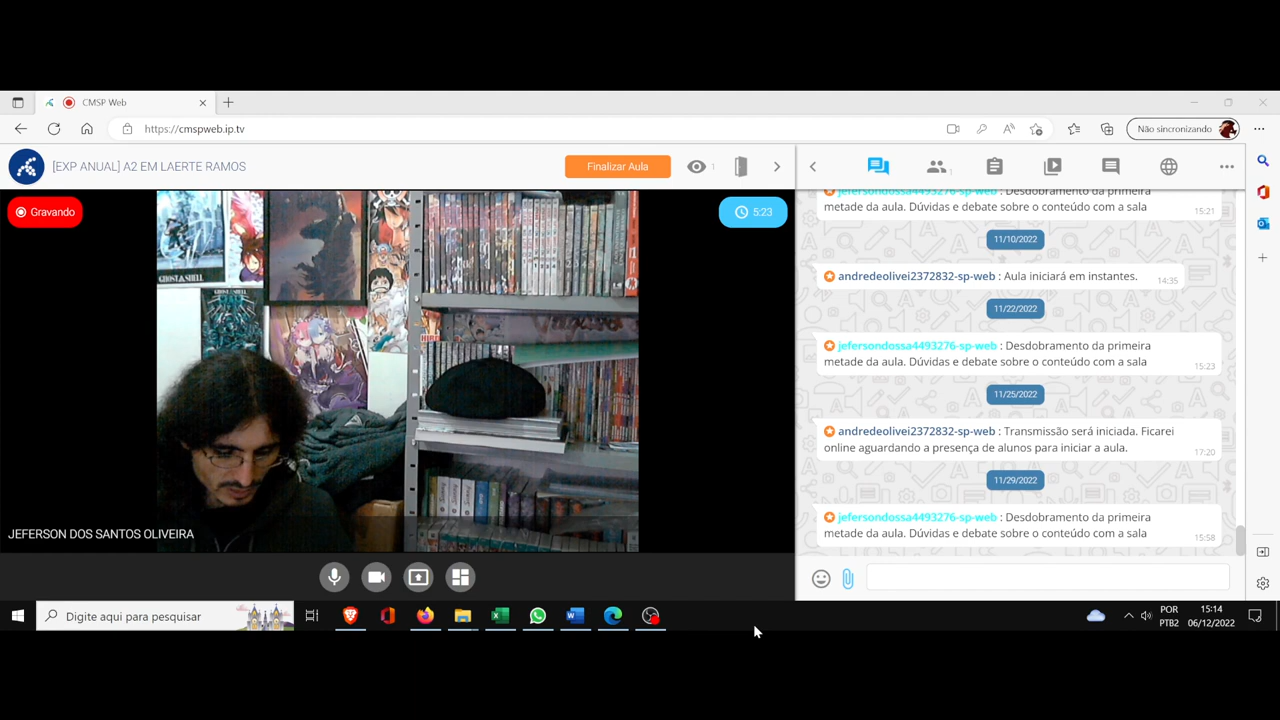 CMSP Web
https://cmspweb.ip.tv
Não sincronizando
[EXP ANUAL] A2 EM LAERTE RAMOS
Finalizar Aula
1
Gravando
5:23
GHOST & SHELL
JEFERSON DOS SANTOS OLIVEIRA
jefersondossa4493276-sp-web : Desdobramento da primeira
metade da aula. Dúvidas e debate sobre o conteúdo com a sala
15:21
11/10/2022
andredeolivei2372832-sp-web : Aula iniciará em instantes.
14:35
11/22/2022
jefersondossa4493276-sp-web : Desdobramento da primeira
metade da aula. Dúvidas e debate sobre o conteúdo com a sala
15:23
11/25/2022
andredeolivei2372832-sp-web : Transmissão será iniciada. Ficarei
online aguardando a presença de alunos para iniciar a aula.
17:20
11/29/2022
jefersondossa4493276-sp-web : Desdobramento da primeira
metade da aula. Dúvidas e debate sobre o conteúdo com a sala
15:58
Digite aqui para pesquisar
POR
PTB2
15:14
06/12/2022